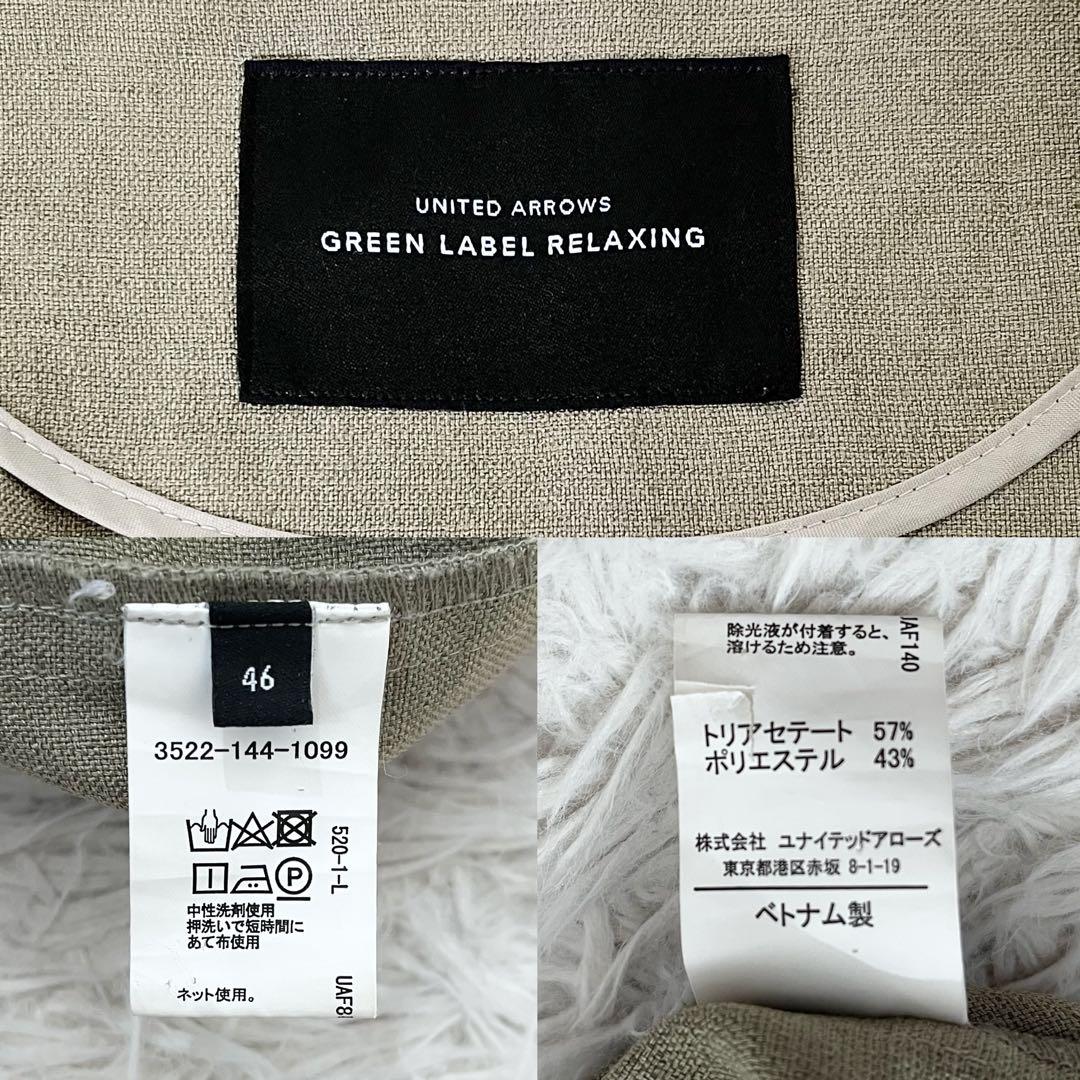 UNITED ARROWS
GREEN LABEL RELAXING
46
3522-144-1099
中性洗剤使用
押洗いで短時間に
あて布使用
ネット使用。
520-1-L
UAF8
除光液が付着すると、
溶けるため注意。
UAF140
トリアセテート 57%
ポリエステル 43%
株式会社 ユナイテッドアローズ
東京都港区赤坂 8-1-19
ベトナム製